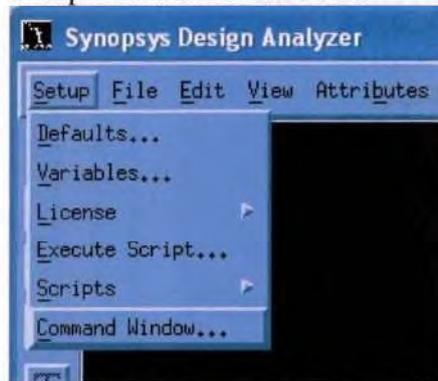 Synopsys Design Analyzer
Setup File Edit View Attributes
Defaults...
Variables...
License
Execute Script...
Scripts
Command Window...